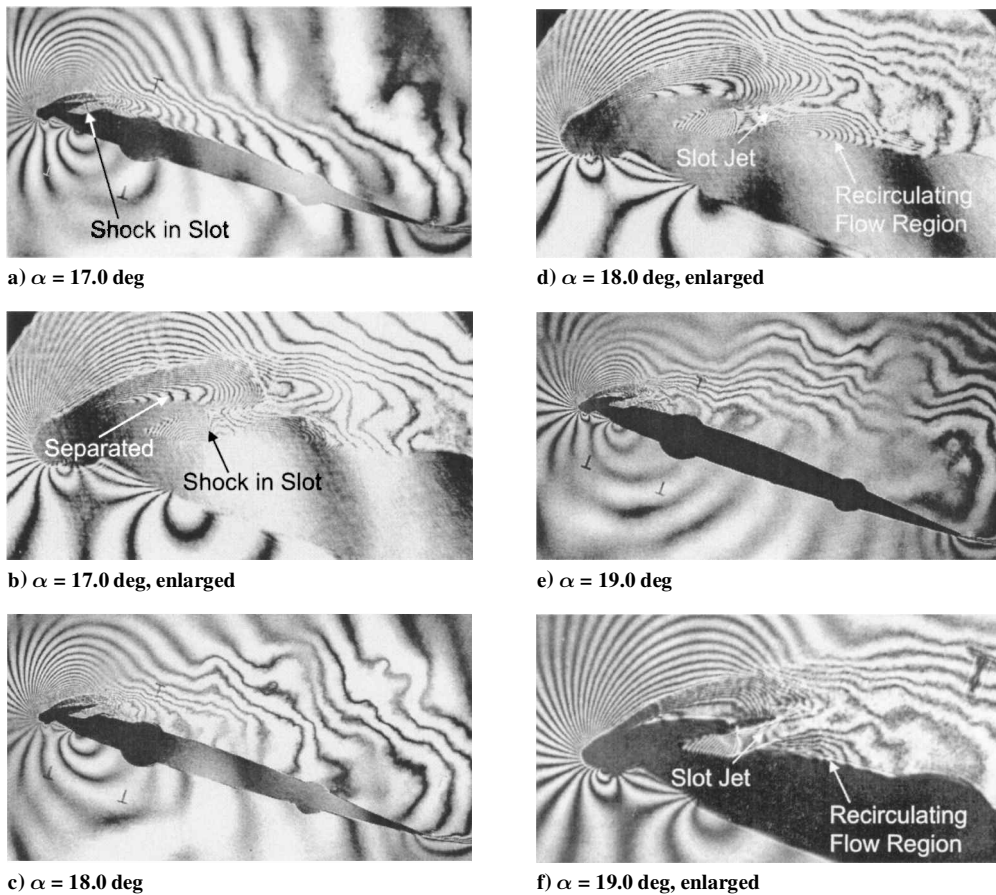 Shock in Slot
a) α = 17.0 deg
Separated
Shock in Slot
b) α = 17.0 deg, enlarged
c) α = 18.0 deg
Slot Jet
Recirculating
Flow Region
d) α = 18.0 deg, enlarged
e) α = 19.0 deg
Slot Jet
Recirculating
Flow Region
f) α = 19.0 deg, enlarged